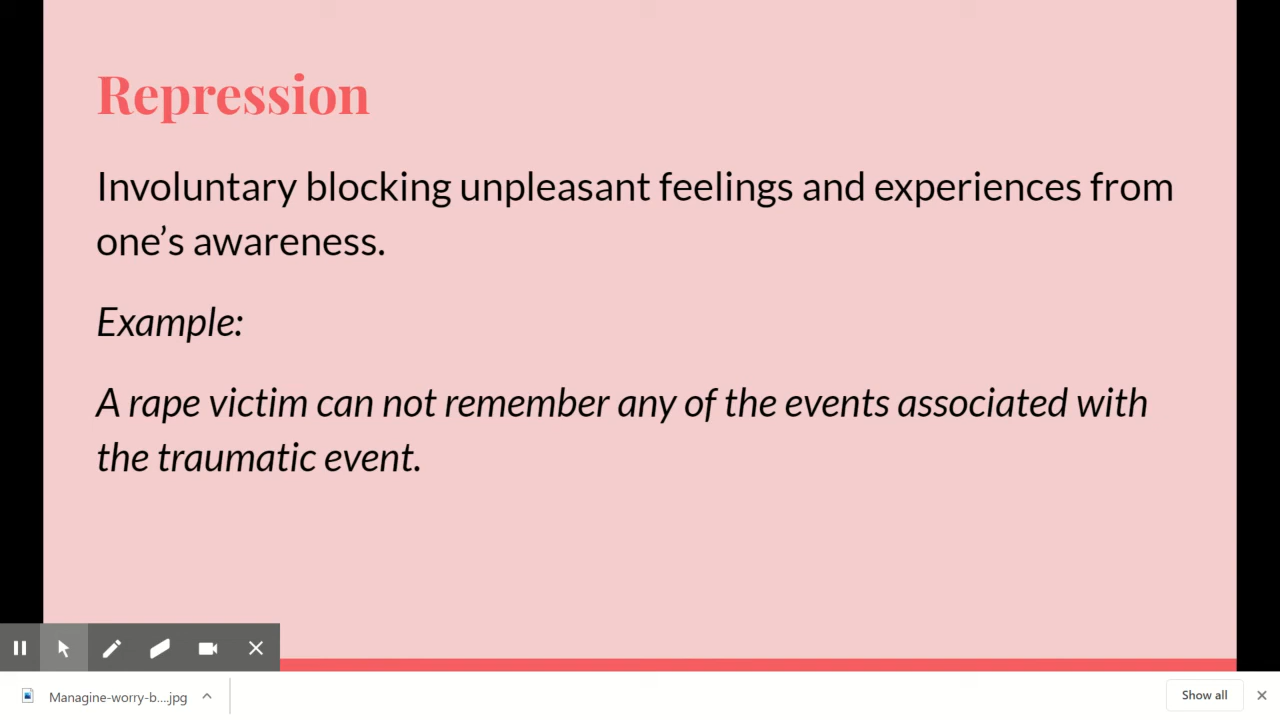 Repression
Involuntary blocking unpleasant feelings and experiences from
one’s awareness.
Example:
A rape victim can not remember any of the events associated with
the traumatic event.
Managine-worry-b....jpg
Show all